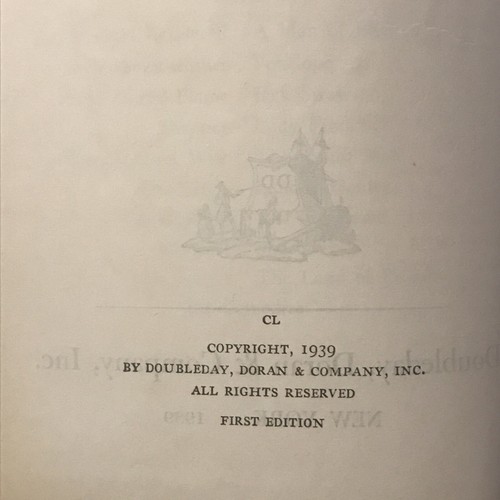 CL
COPYRIGHT, 1939
BY DOUBLEDAY, DORAN & COMPANY, INC.
ALL RIGHTS RESERVED
FIRST EDITION